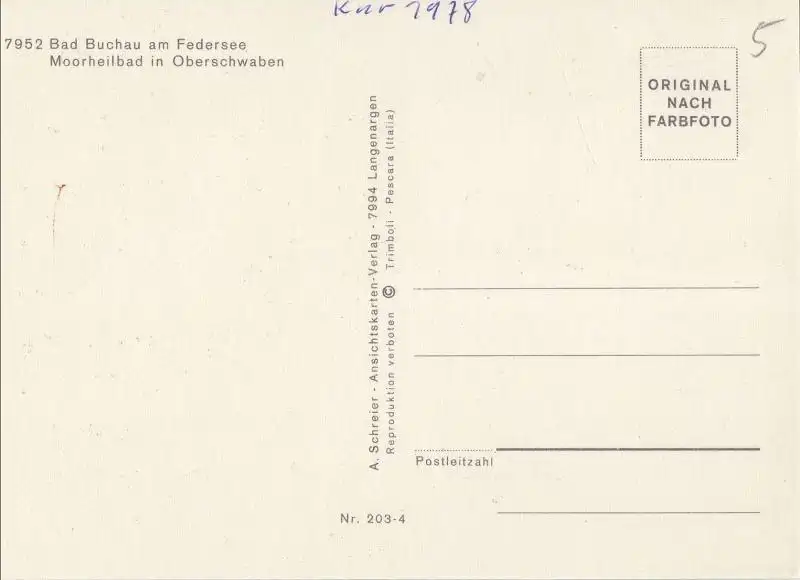 Kur 1978
5
7952 Bad Buchau am Federsee
Moorheilbad in Oberschwaben
ORIGINAL
NACH
FARBFOTO
A. Schreier - Ansichtskarten-Verlag - 7994 Langenargen
Reproduktion verboten © Trimboli - Pescara (Italia)
Postleitzahl
Nr. 203-4